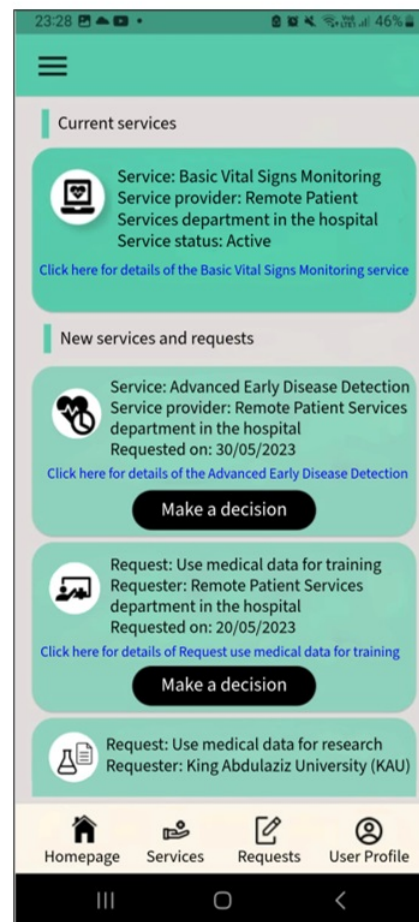 23:28
46%
Current services
Service: Basic Vital Signs Monitoring
Service provider: Remote Patient
Services department in the hospital
Service status: Active
Click here for details of the Basic Vital Signs Monitoring service
New services and requests
Service: Advanced Early Disease Detection
Service provider: Remote Patient Services
department in the hospital
Requested on: 30/05/2023
Click here for details of the Advanced Early Disease Detection
Make a decision
Request: Use medical data for training
Requester: Remote Patient Services
department in the hospital
Requested on: 20/05/2023
Click here for details of Request use medical data for training
Make a decision
Request: Use medical data for research
Requester: King Abdulaziz University (KAU)
Homepage Services Requests User Profile